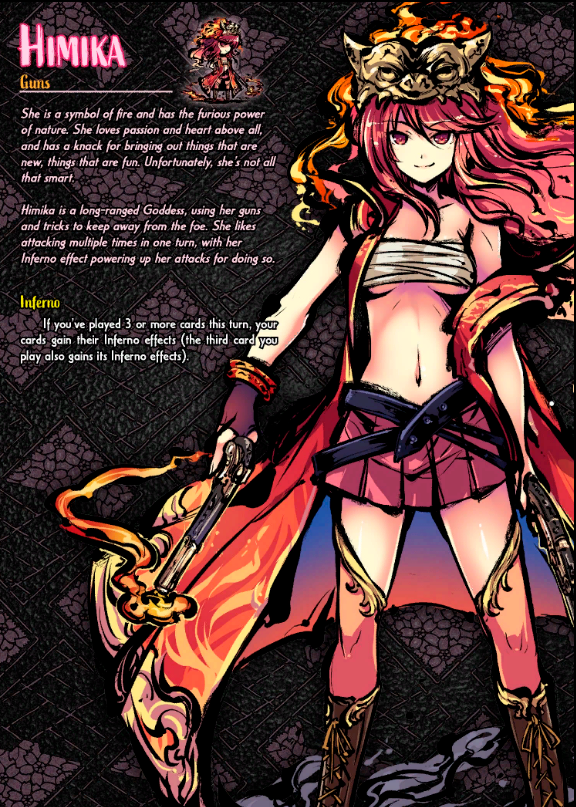 Himika
Guns
She is a symbol of fire and has the furious power
of nature. She loves passion and heart above all,
and has a knack for bringing out things that are
new, things that are fun. Unfortunately, she's not all
that smart.
Himika is a long-ranged Goddess, using her guns
and tricks to keep away from the foe. She likes
attacking multiple times in one turn, with her
Inferno effect powering up her attacks for doing so.
Inferno
If you've played 3 or more cards this turn, your
cards gain their Inferno effects (the third card you
play also gains its Inferno effects).